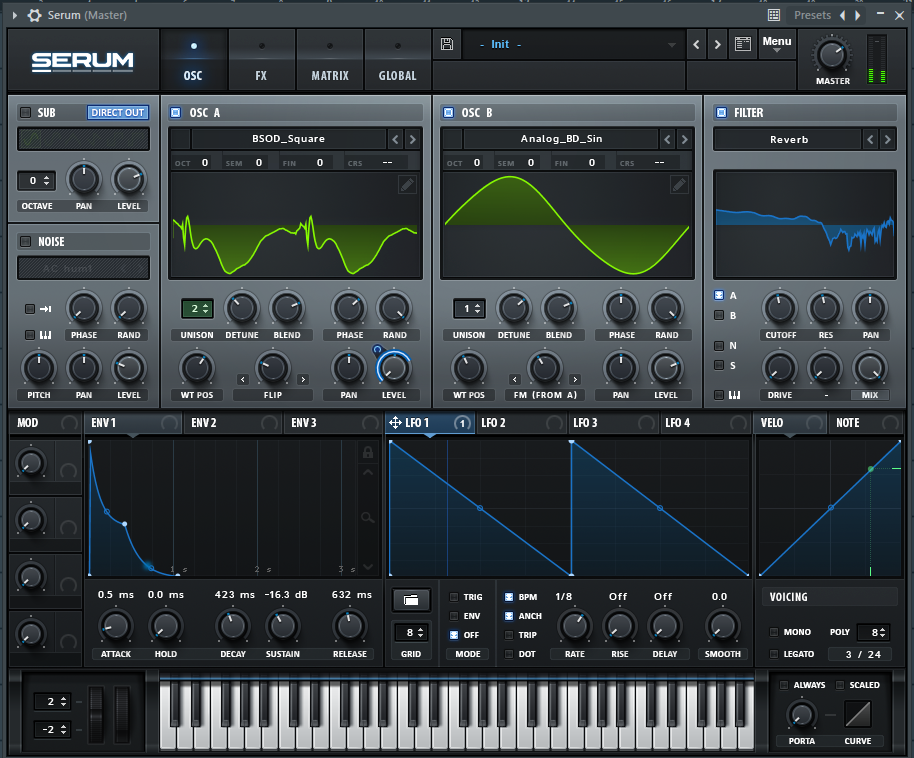 Serum (Master) Presets
SERUM
OSC FX MATRIX GLOBAL
- Init -
Menu
MASTER
SUB DIRECT OUT
0
OCTAVE PAN LEVEL
NOISE
AC hum1
PHASE RAND
PITCH PAN LEVEL
OSC A
BSOD_Square
OCT 0 SEM 0 FIN 0 CRS --
2
UNISON DETUNE BLEND PHASE RAND
WT POS FLIP PAN LEVEL
OSC B
Analog_BD_Sin
OCT 0 SEM 0 FIN 0 CRS --
1
UNISON DETUNE BLEND PHASE RAND
WT POS FM (FROM A) PAN LEVEL
FILTER
Reverb
A
B
N
S
CUTOFF RES PAN
DRIVE - MIX
MOD ENV 1 ENV 2 ENV 3 LFO 1 1 LFO 2 LFO 3 LFO 4 VELO NOTE
1 s 2 s 3 s
0.5 ms 0.0 ms 423 ms -16.3 dB 632 ms
ATTACK HOLD DECAY SUSTAIN RELEASE
8
GRID
TRIG
ENV
OFF
MODE
BPM
ANCH
TRIP
DOT
1/8 Off Off 0.0
RATE RISE DELAY SMOOTH
VOICING
MONO POLY 8
LEGATO 3 / 24
2
-2
ALWAYS SCALED
PORTA CURVE